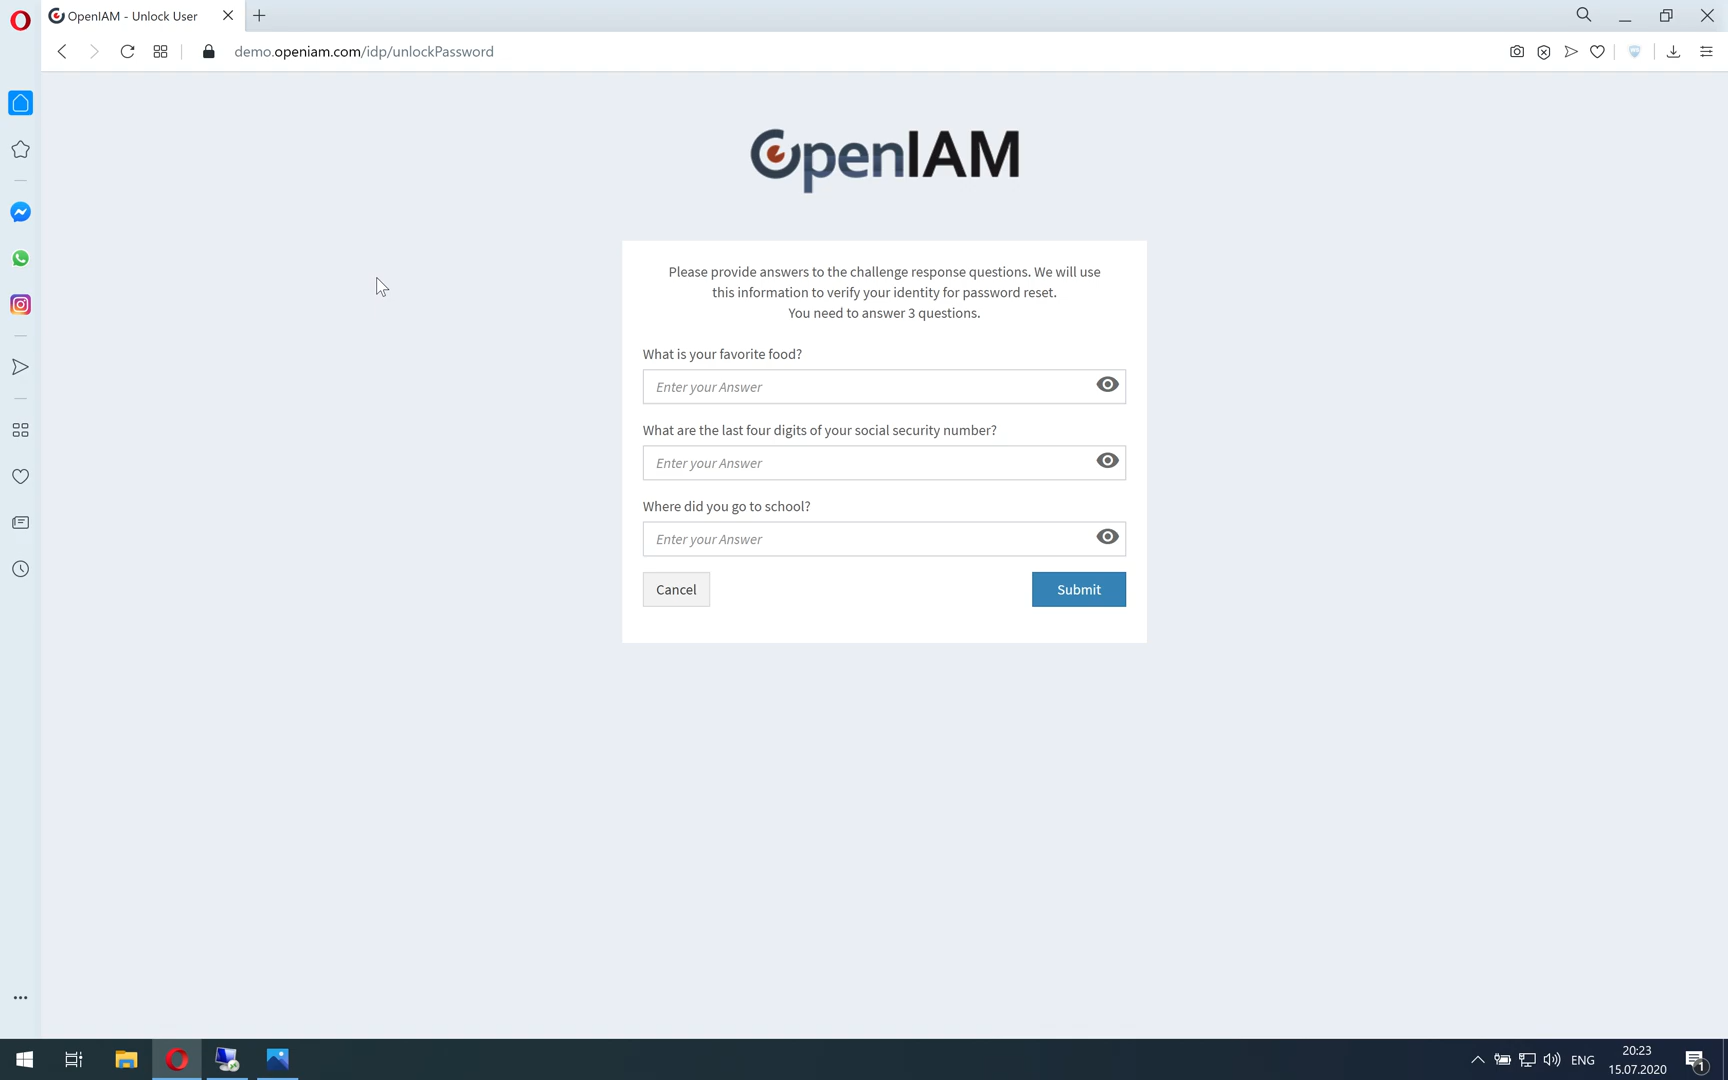 OpenIAM - Unlock User
demo.openiam.com/idp/unlockPassword
OpenIAM
Please provide answers to the challenge response questions. We will use
this information to verify your identity for password reset.
You need to answer 3 questions.
What is your favorite food?
Enter your Answer
What are the last four digits of your social security number?
Enter your Answer
Where did you go to school?
Enter your Answer
Cancel
Submit
ENG
20:23
15.07.2020
1